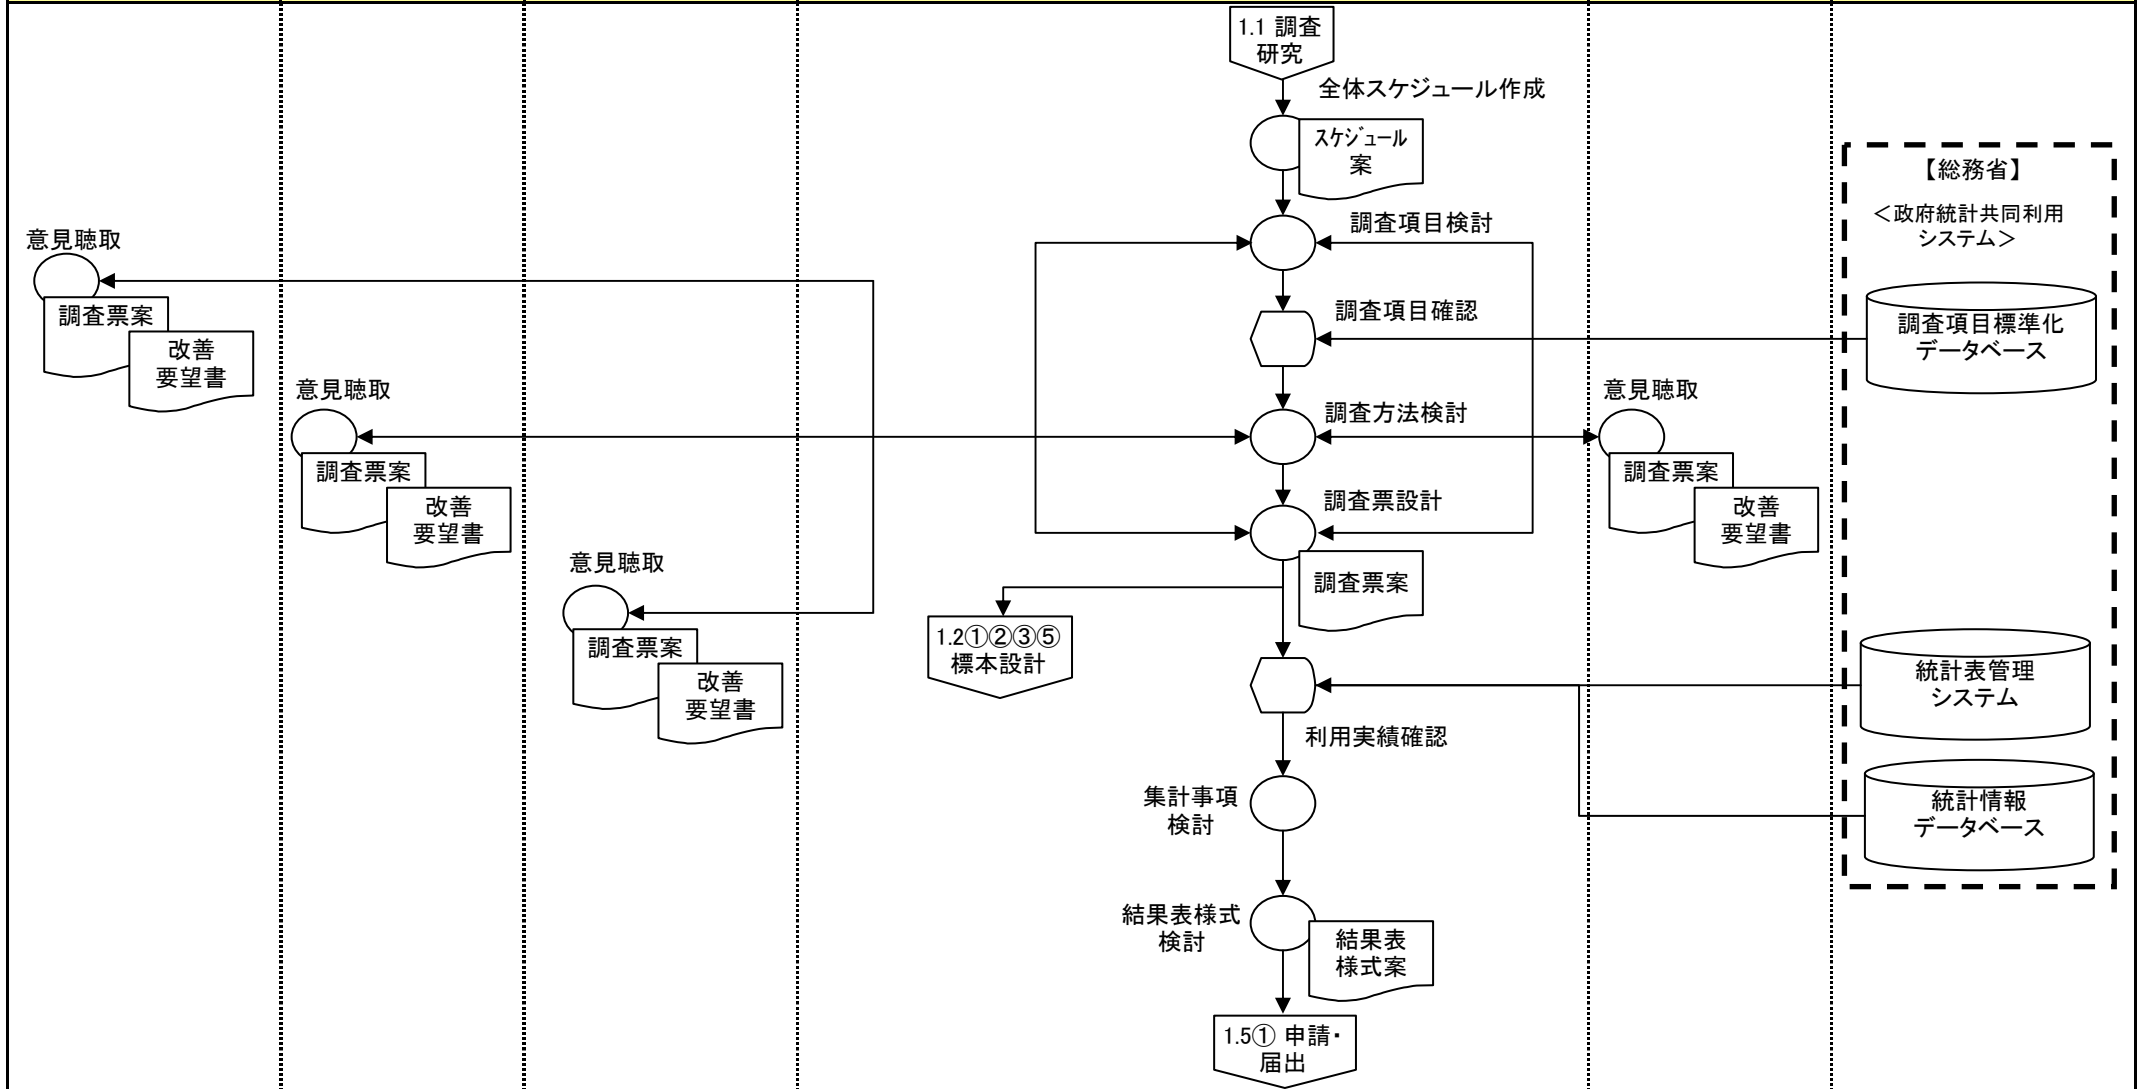 1.1 調査
研究
全体スケジュール作成
スケジュール
案
【総務省】
＜政府統計共同利用
システム＞
調査項目検討
意見聴取
調査票案
改善
要望書
調査項目確認
調査項目標準化
データベース
意見聴取
調査票案
改善
要望書
調査方法検討
意見聴取
調査票案
改善
要望書
調査票設計
調査票案
意見聴取
調査票案
改善
要望書
1.2①②③⑤
標本設計
統計表管理
システム
利用実績確認
集計事項
検討
統計情報
データベース
結果表様式
検討
結果表
様式案
1.5① 申請・
届出